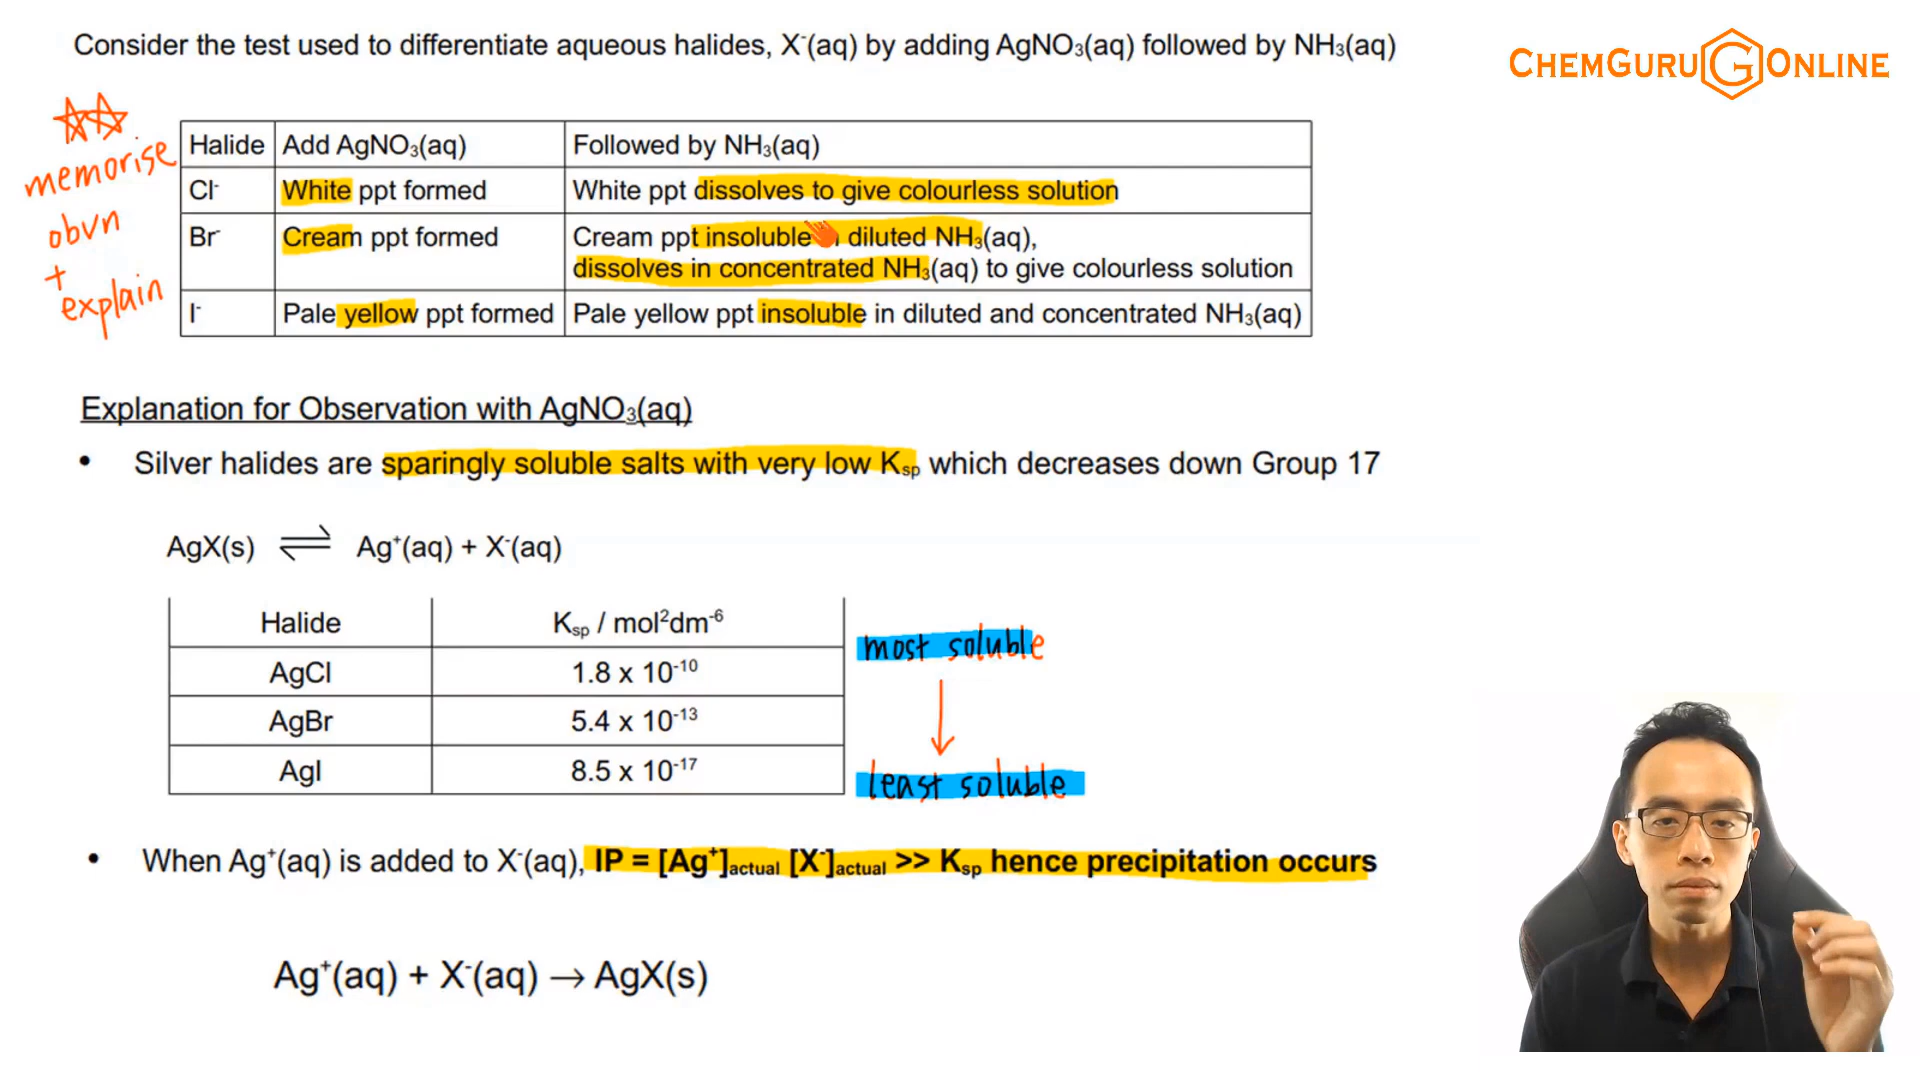 Consider the test used to differentiate aqueous halides, X⁻(aq) by adding AgNO₃(aq) followed by NH₃(aq)
CHEMGURU G ONLINE
memorise
obvn
+
explain
Halide Add AgNO₃(aq) Followed by NH₃(aq)
Cl⁻ White ppt formed White ppt dissolves to give colourless solution
Br⁻ Cream ppt formed Cream ppt insoluble diluted NH₃(aq),
dissolves in concentrated NH₃(aq) to give colourless solution
I⁻ Pale yellow ppt formed Pale yellow ppt insoluble in diluted and concentrated NH₃(aq)
Explanation for Observation with AgNO₃(aq)
• Silver halides are sparingly soluble salts with very low Kₛₚ which decreases down Group 17
AgX(s) ⇌ Ag⁺(aq) + X⁻(aq)
Halide Kₛₚ / mol²dm⁻⁶
most soluble
AgCl 1.8 x 10⁻¹⁰
AgBr 5.4 x 10⁻¹³
AgI 8.5 x 10⁻¹⁷
least soluble
• When Ag⁺(aq) is added to X⁻(aq), IP = [Ag⁺]actual [X⁻]actual >> Kₛₚ hence precipitation occurs
Ag⁺(aq) + X⁻(aq) → AgX(s)